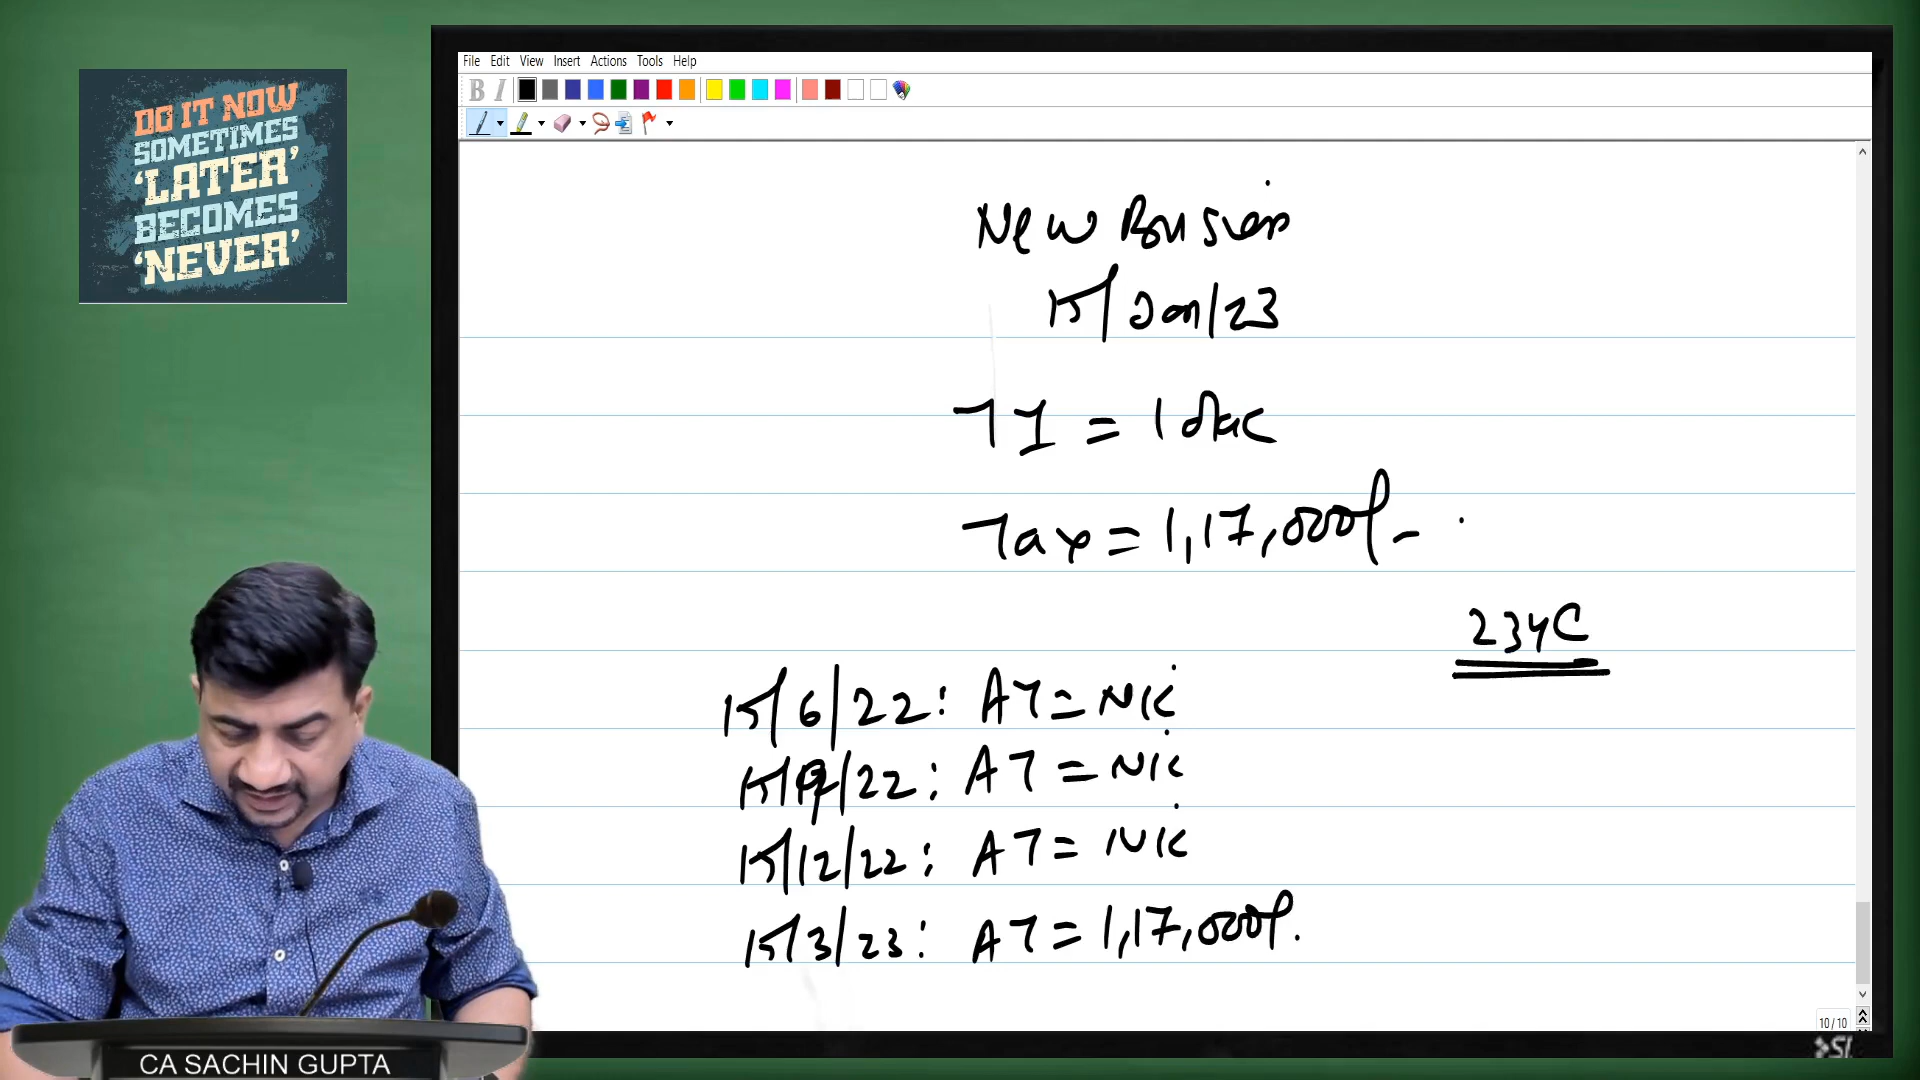 DO IT NOW
SOMETIMES
'LATER'
BECOMES
'NEVER'
File Edit View Insert Actions Tools Help
B I
New Business
15/Jan/23
TI = 10 lac
Tax = 1,17,000/-
234C
15/6/22: AT = Nil
15/9/22: AT = Nil
15/12/22: AT = Nil
15/3/23: AT = 1,17,000/.
10/10
CA SACHIN GUPTA